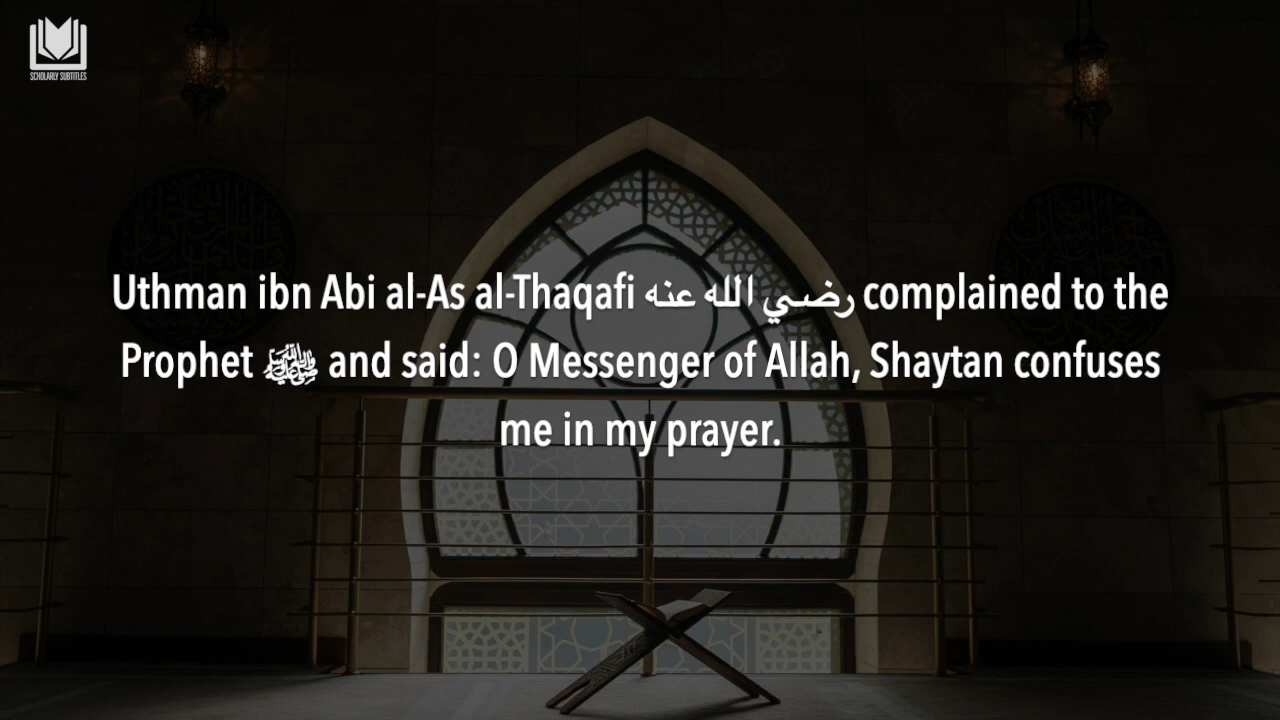 SCHOLARLY SUBTITLES
Uthman ibn Abi al-As al-Thaqafi رضي الله عنه complained to the
Prophet ﷺ and said: O Messenger of Allah, Shaytan confuses
me in my prayer.